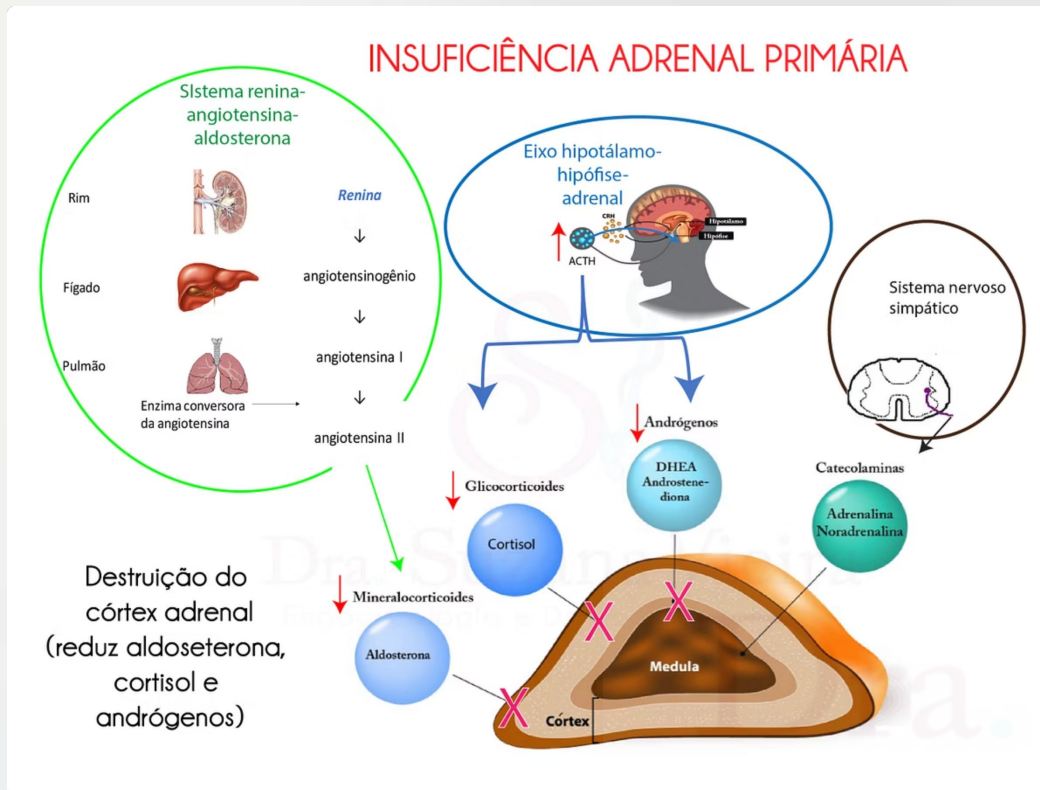 INSUFICIÊNCIA ADRENAL PRIMÁRIA
SIstema renina-
angiotensina-
aldosterona
Rim
Renina
↓
angiotensinogênio
Fígado
↓
angiotensina I
Pulmão
↓
Enzima conversora
da angiotensina
angiotensina II
Eixo hipotálamo-
hipófise-
adrenal
CRH
Hipotálamo
Hipófise
ACTH
Sistema nervoso
simpático
Andrógenos
DHEA
Androstene-
diona
Glicocorticoides
Cortisol
Catecolaminas
Adrenalina
Noradrenalina
Mineralocorticoides
Aldosterona
Destruição do
córtex adrenal
(reduz aldoseterona,
cortisol e
andrógenos)
X
X
X
Medula
Córtex
Dra.